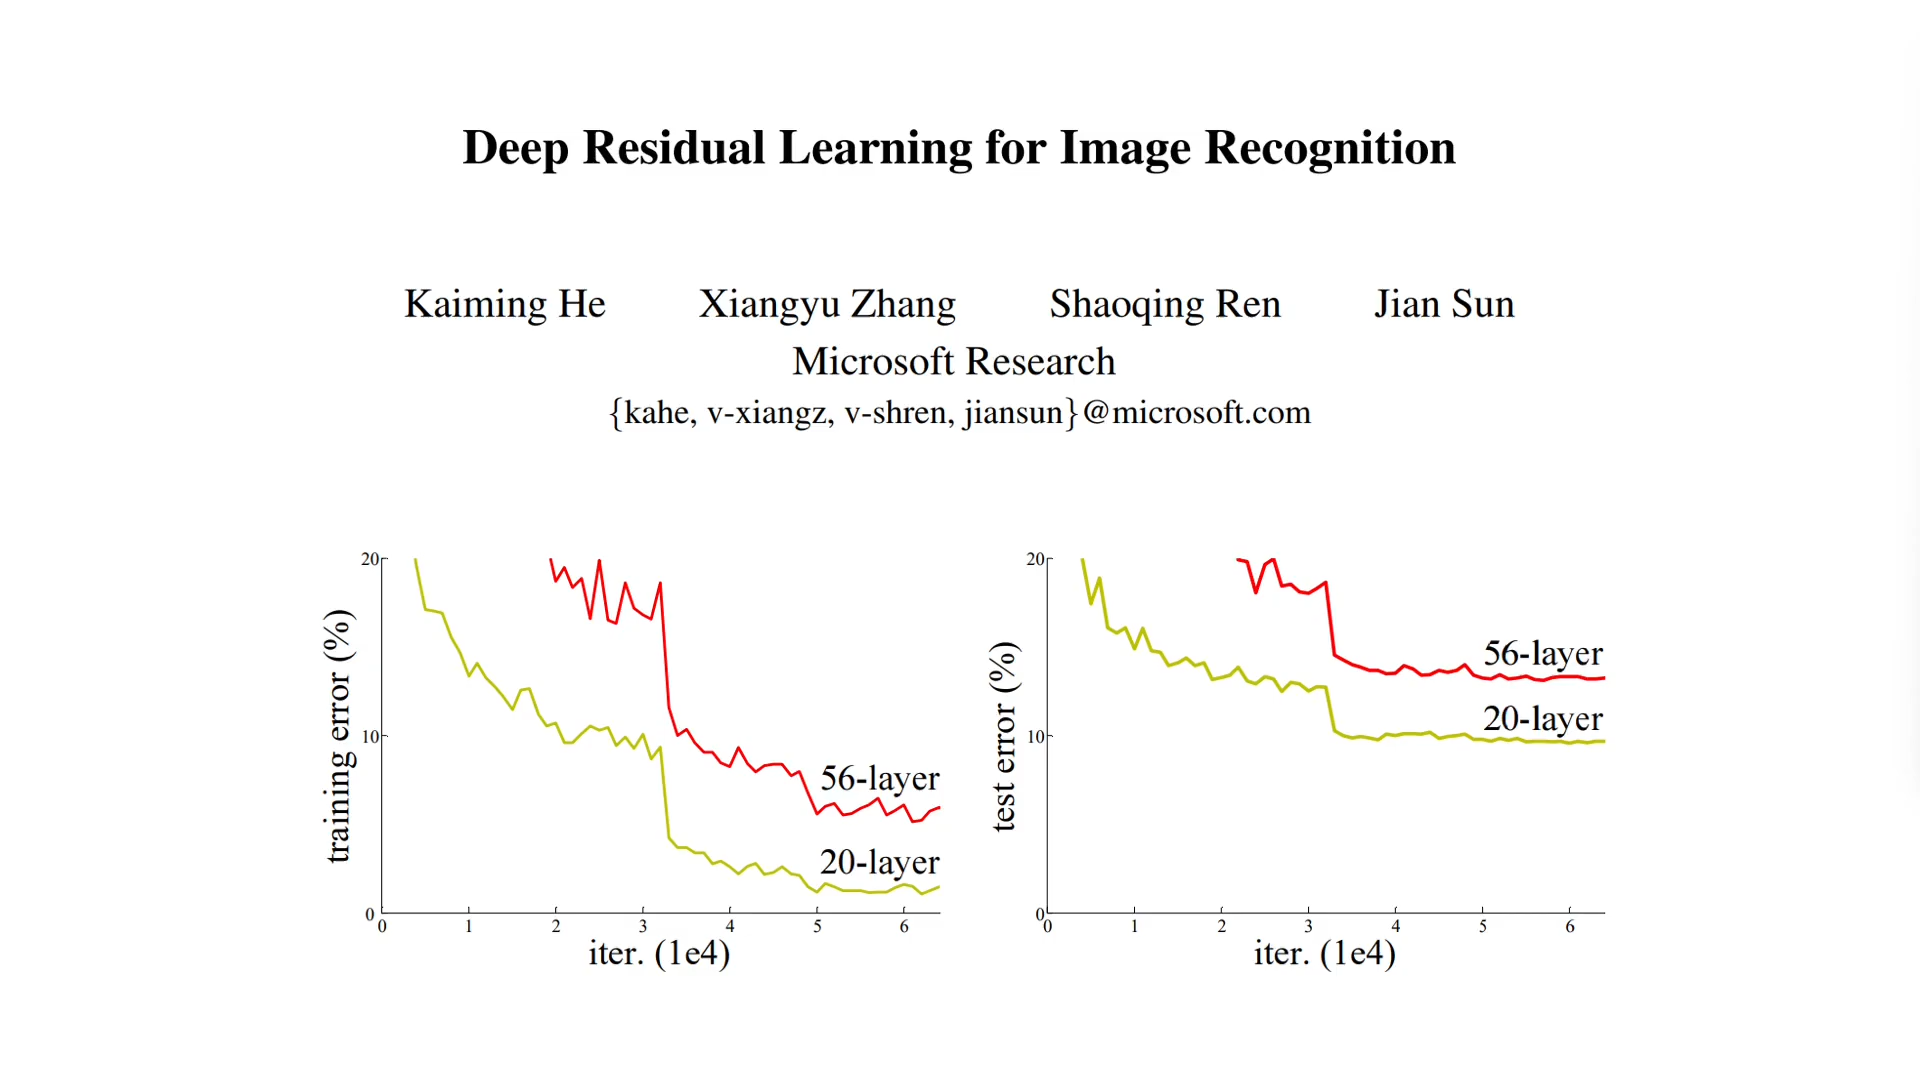 Deep Residual Learning for Image Recognition
Kaiming He Xiangyu Zhang Shaoqing Ren Jian Sun
Microsoft Research
{kahe, v-xiangz, v-shren, jiansun}@microsoft.com
20
10
0
training error (%)
56-layer
20-layer
0 1 2 3 4 5 6
iter. (1e4)
20
10
0
test error (%)
56-layer
20-layer
0 1 2 3 4 5 6
iter. (1e4)